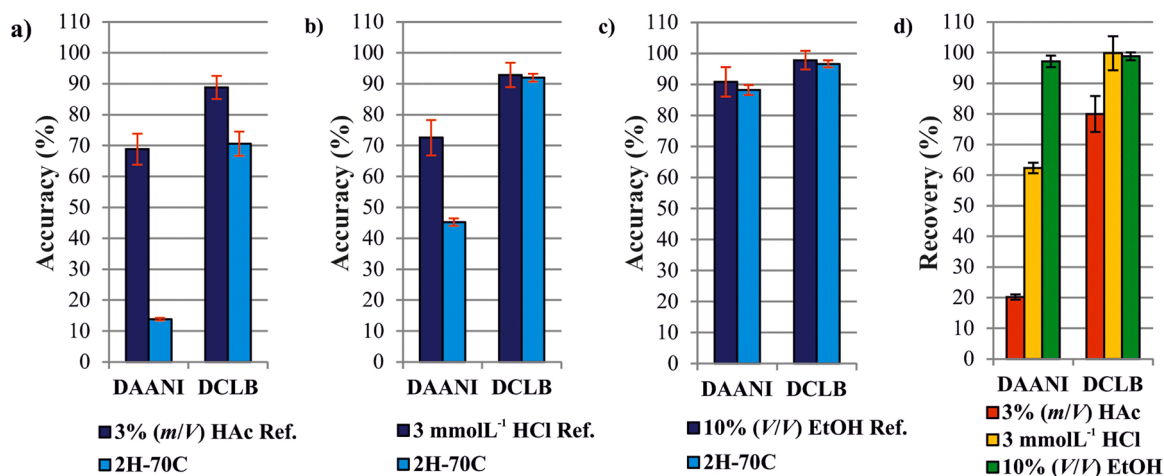 a)
Accuracy (%)
110
100
90
80
70
60
50
40
30
20
10
0
DAANI DCLB
3% (m/V) HAc Ref.
2H-70C
b)
Accuracy (%)
110
100
90
80
70
60
50
40
30
20
10
0
DAANI DCLB
3 mmolL⁻¹ HCl Ref.
2H-70C
c)
Accuracy (%)
110
100
90
80
70
60
50
40
30
20
10
0
DAANI DCLB
10% (V/V) EtOH Ref.
2H-70C
d)
Recovery (%)
110
100
90
80
70
60
50
40
30
20
10
0
DAANI DCLB
3% (m/V) HAc
3 mmolL⁻¹ HCl
10% (V/V) EtOH